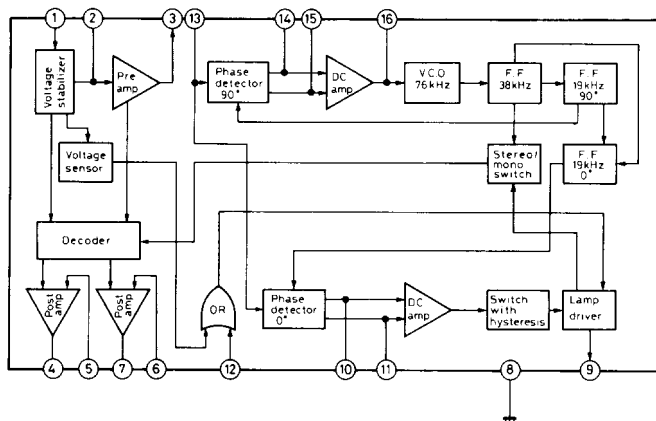 1
2
3
13
14
15
16
Voltage
stabilizer
Pre
amp
Phase
detector
90°
DC
amp
V.C.O
76kHz
F.F
38kHz
F.F
19kHz
90°
Voltage
sensor
Stereo/
mono
switch
F.F
19kHz
0°
Decoder
Post
amp
Post
amp
OR
Phase
detector
0°
DC
amp
Switch
with
hysteresis
Lamp
driver
4
5
7
6
12
10
11
8
9